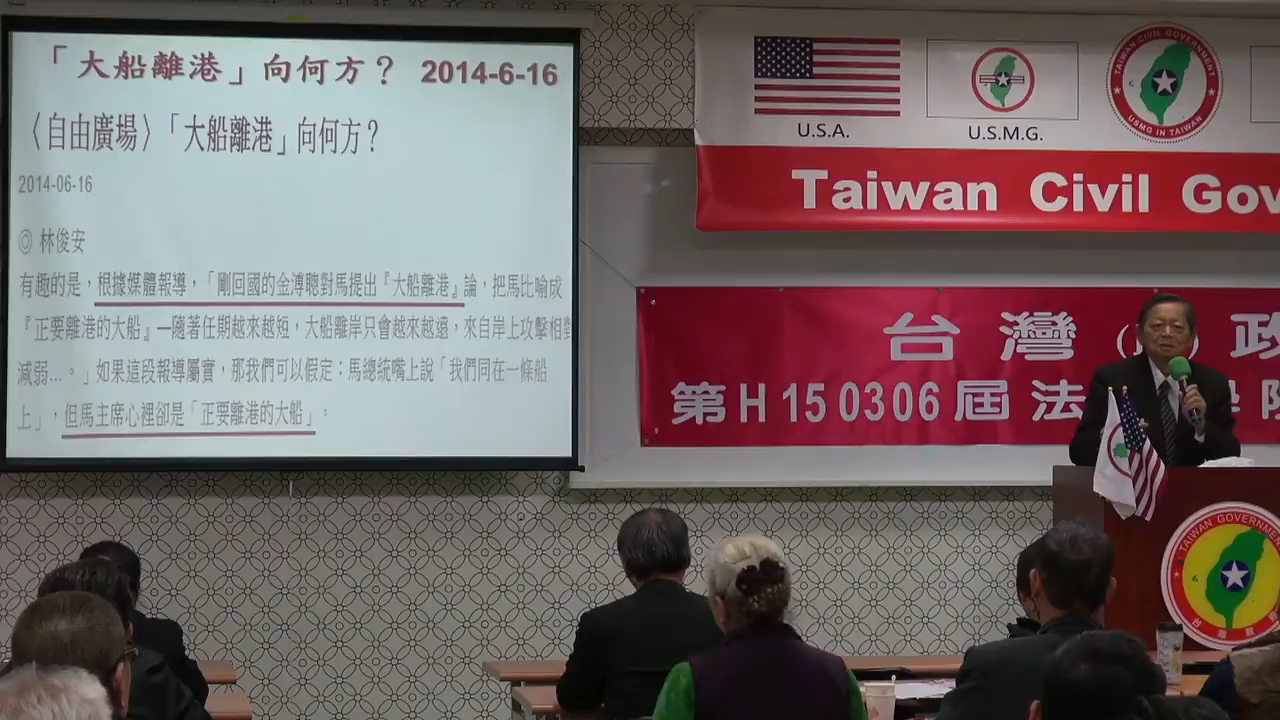 「大船離港」向何方？ 2014-6-16
〈自由廣場〉「大船離港」向何方？
2014-06-16
◎ 林俊安
有趣的是，根據媒體報導，「剛回國的金溥聰對馬提出『大船離港』論，把馬比喻成
『正要離港的大船』—隨著任期越來越短，大船離岸只會越來越遠，來自岸上攻擊相對
減弱...。」如果這段報導屬實，那我們可以假定：馬總統嘴上說「我們同在一條船
上」，但馬主席心裡卻是「正要離港的大船」。
U.S.A.
U.S.M.G.
TAIWAN CIVIL GOVERNMENT
USMG IN TAIWAN
Taiwan Civil Gov
台灣 政
第H150306屆法
TAIWAN GOVERNMENT
台灣政